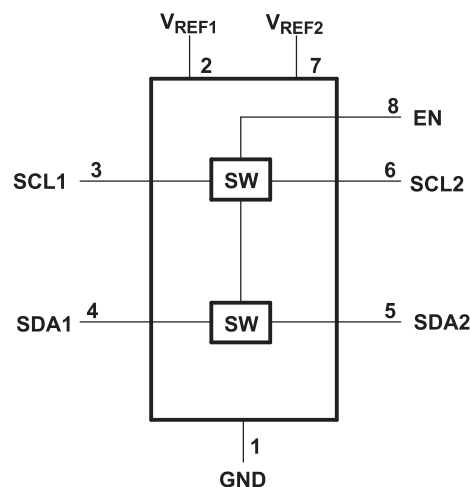 VREF1 VREF2
2 7
8 EN
SCL1 3 SW 6 SCL2
SDA1 4 SW 5 SDA2
1
GND